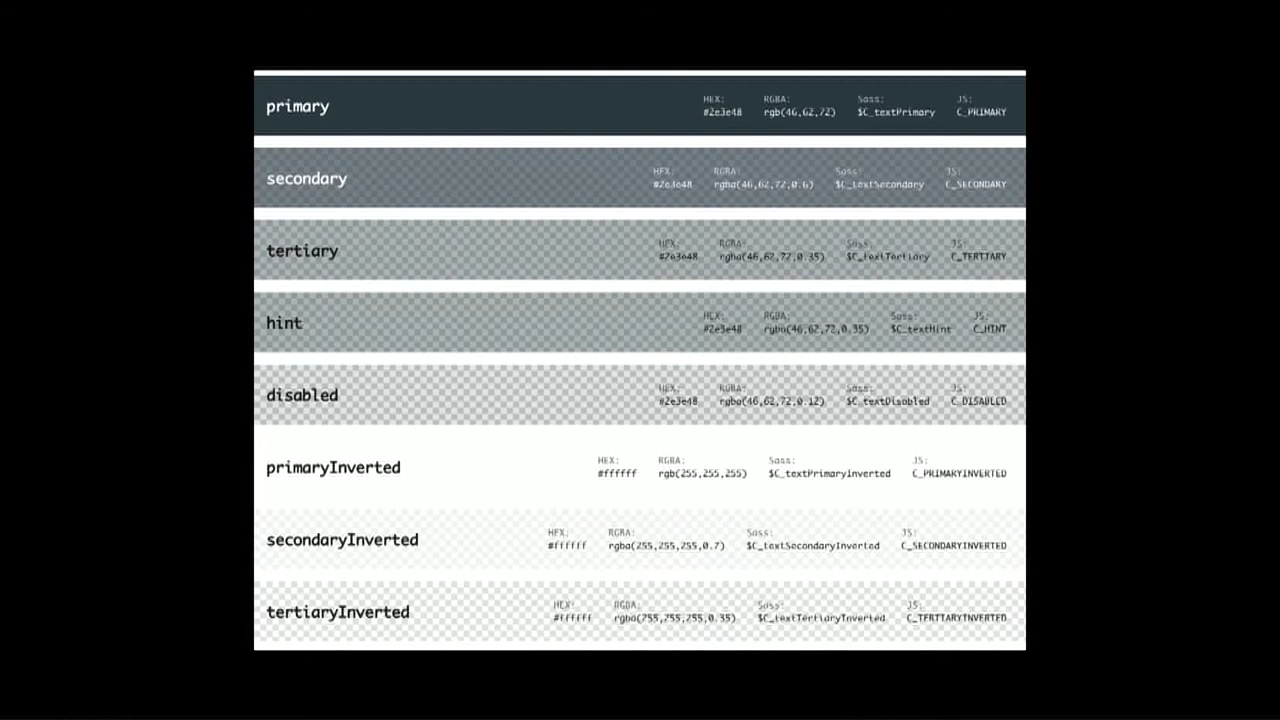 primary
HEX: RGBA: Sass: JS:
#2e3e48 rgb(46,62,72) $C_textPrimary C_PRIMARY
secondary
HEX: RGBA: Sass: JS:
#2e3e48 rgba(46,62,72,0.6) $C_textSecondary C_SECONDARY
tertiary
HEX: RGBA: Sass: JS:
#2e3e48 rgba(46,62,72,0.35) $C_textTertiary C_TERTIARY
hint
HEX: RGBA: Sass: JS:
#2e3e48 rgba(46,62,72,0.35) $C_textHint C_HINT
disabled
HEX: RGBA: Sass: JS:
#2e3e48 rgba(46,62,72,0.12) $C_textDisabled C_DISABLED
primaryInverted
HEX: RGBA: Sass: JS:
#ffffff rgb(255,255,255) $C_textPrimaryInverted C_PRIMARYINVERTED
secondaryInverted
HEX: RGBA: Sass: JS:
#ffffff rgba(255,255,255,0.7) $C_textSecondaryInverted C_SECONDARYINVERTED
tertiaryInverted
HEX: RGBA: Sass: JS:
#ffffff rgba(255,255,255,0.35) $C_textTertiaryInverted C_TERTIARYINVERTED